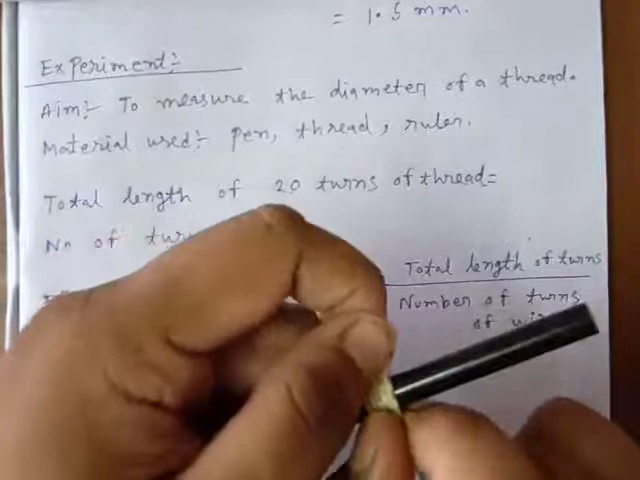 = 1.5 mm.
Experiment:-
Aim:- To measure the diameter of a thread.
Material used:- pen, thread, ruler.
Total length of 20 turns of thread=
No of
Total length of turns
Number of turns
of